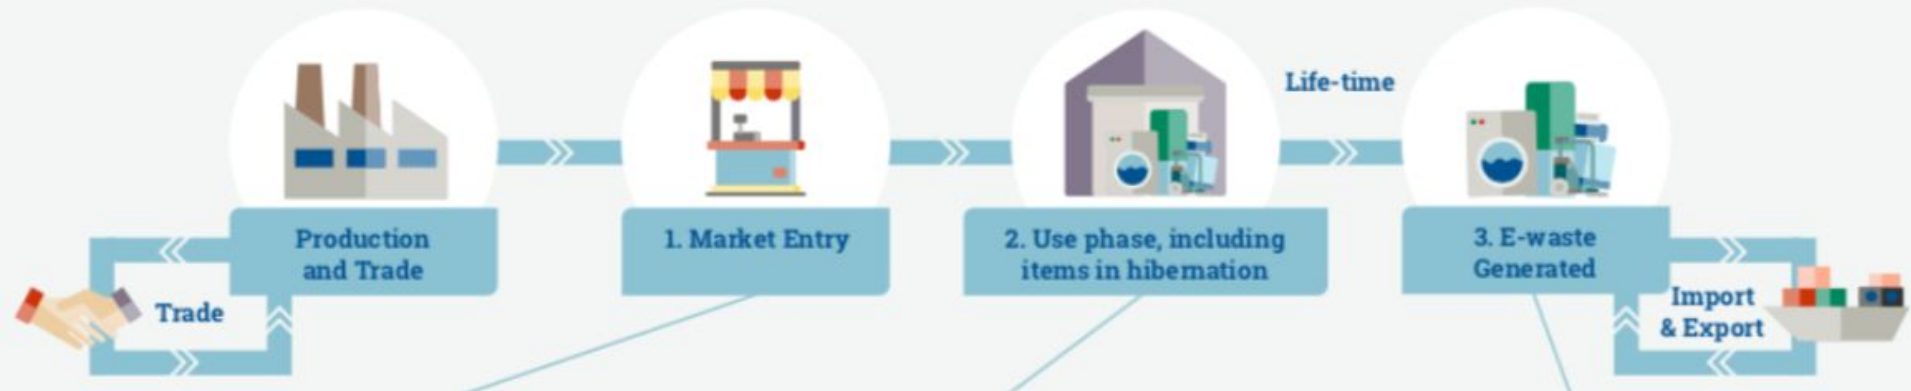 Life-time
Production
and Trade
1. Market Entry
2. Use phase, including
items in hibernation
3. E-waste
Generated
Trade
Import
& Export